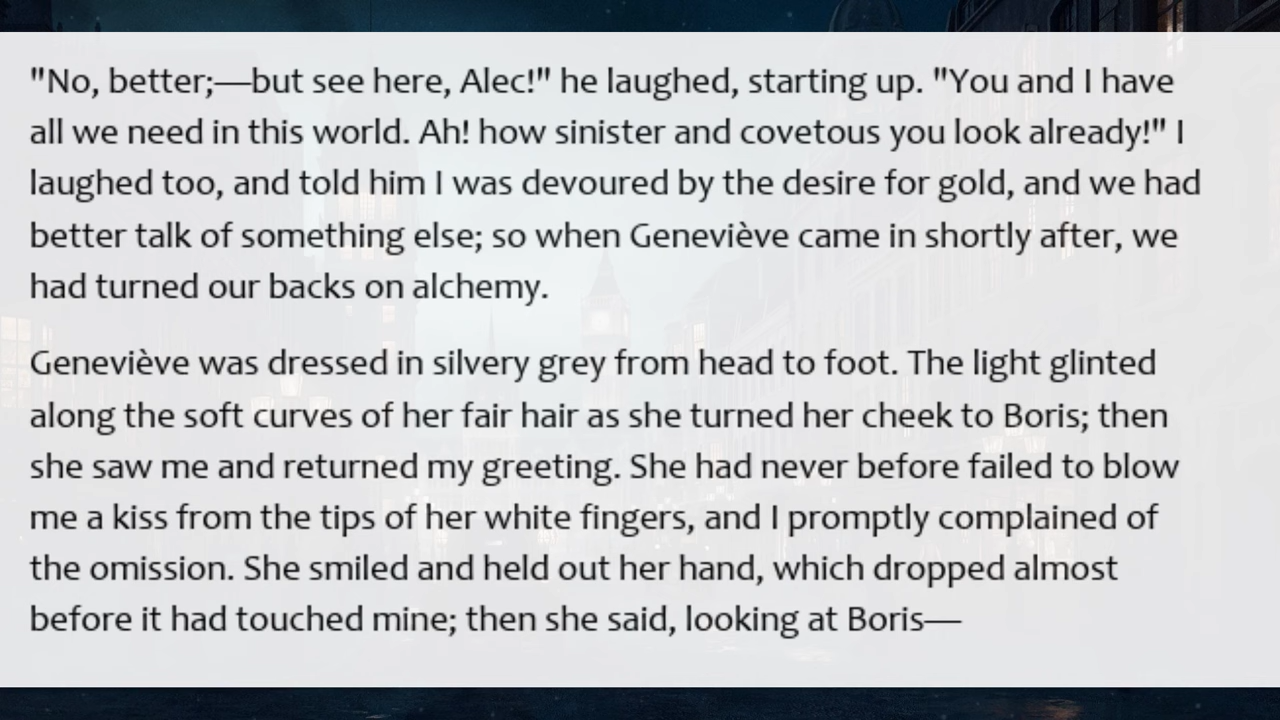 "No, better;—but see here, Alec!" he laughed, starting up. "You and I have
all we need in this world. Ah! how sinister and covetous you look already!" I
laughed too, and told him I was devoured by the desire for gold, and we had
better talk of something else; so when Geneviève came in shortly after, we
had turned our backs on alchemy.
Geneviève was dressed in silvery grey from head to foot. The light glinted
along the soft curves of her fair hair as she turned her cheek to Boris; then
she saw me and returned my greeting. She had never before failed to blow
me a kiss from the tips of her white fingers, and I promptly complained of
the omission. She smiled and held out her hand, which dropped almost
before it had touched mine; then she said, looking at Boris—